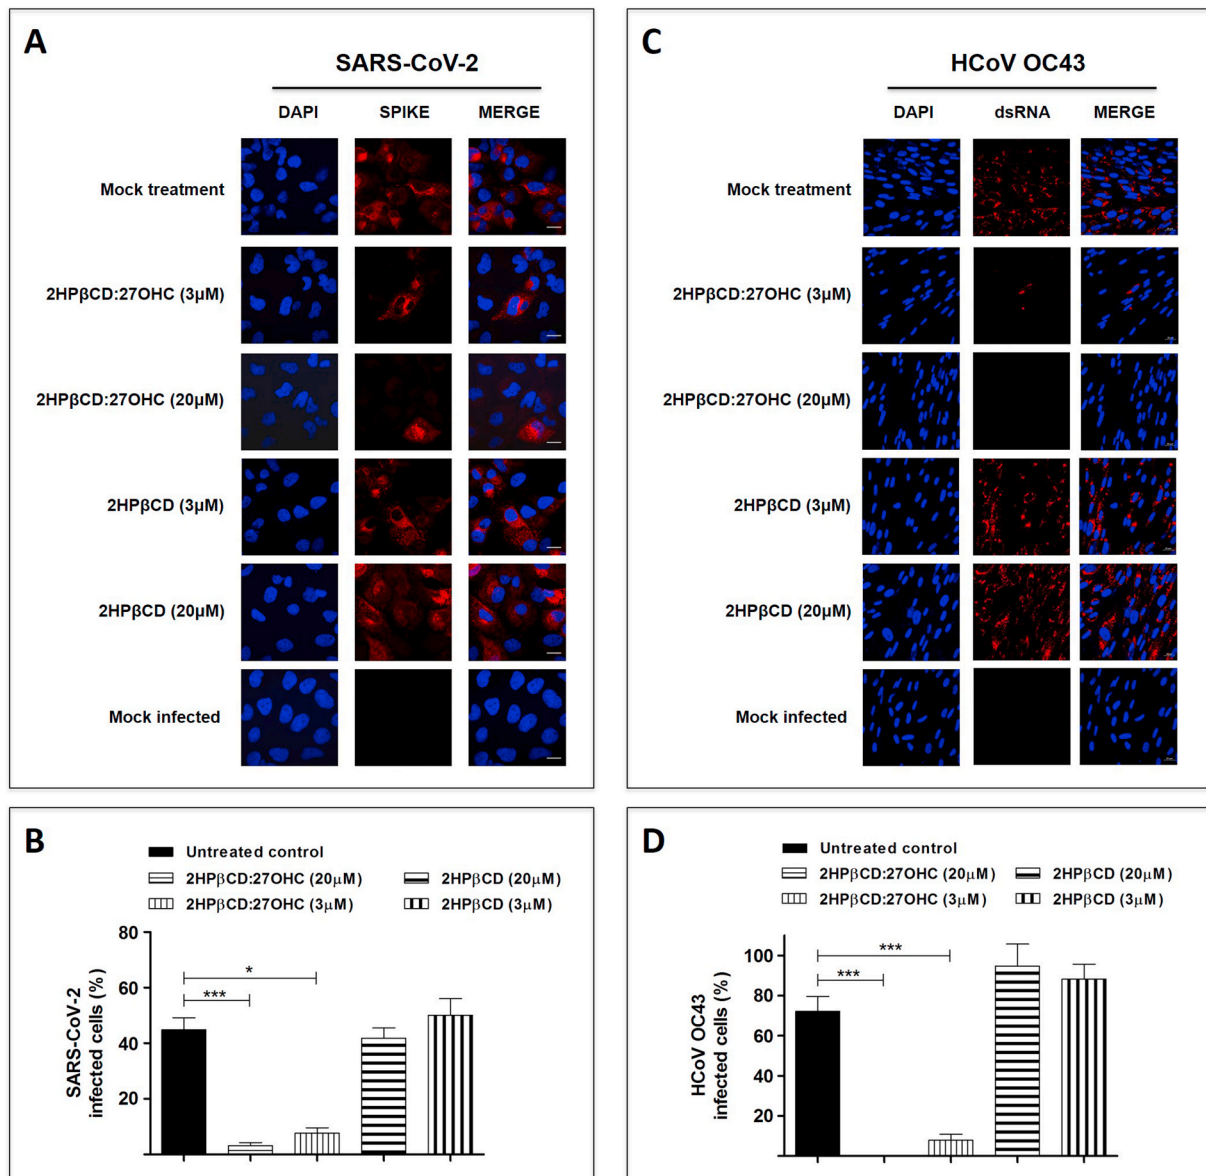 A
SARS-CoV-2
DAPI SPIKE MERGE
Mock treatment
2HPβCD:27OHC (3μM)
2HPβCD:27OHC (20μM)
2HPβCD (3μM)
2HPβCD (20μM)
Mock infected
C
HCoV OC43
DAPI dsRNA MERGE
Mock treatment
2HPβCD:27OHC (3μM)
2HPβCD:27OHC (20μM)
2HPβCD (3μM)
2HPβCD (20μM)
Mock infected
B
Untreated control
2HPβCD:27OHC (20μM) 2HPβCD (20μM)
2HPβCD:27OHC (3μM) 2HPβCD (3μM)
SARS-CoV-2
infected cells (%)
80
60
40
20
*
***
D
Untreated control
2HPβCD:27OHC (20μM) 2HPβCD (20μM)
2HPβCD:27OHC (3μM) 2HPβCD (3μM)
HCoV OC43
infected cells (%)
100
80
60
40
20
***
***